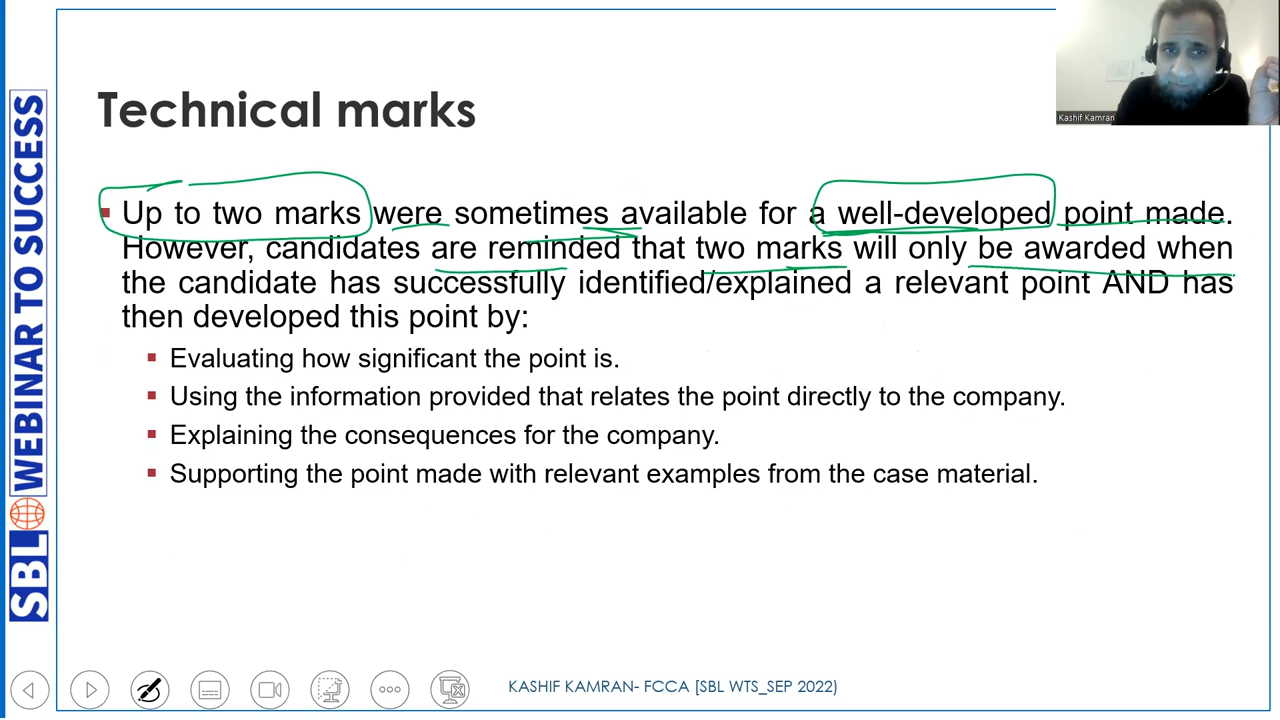 Kashif Kamran
SBL WEBINAR TO SUCCESS
Technical marks
Up to two marks were sometimes available for a well-developed point made.
However, candidates are reminded that two marks will only be awarded when
the candidate has successfully identified/explained a relevant point AND has
then developed this point by:
Evaluating how significant the point is.
Using the information provided that relates the point directly to the company.
Explaining the consequences for the company.
Supporting the point made with relevant examples from the case material.
KASHIF KAMRAN- FCCA [SBL WTS_SEP 2022)